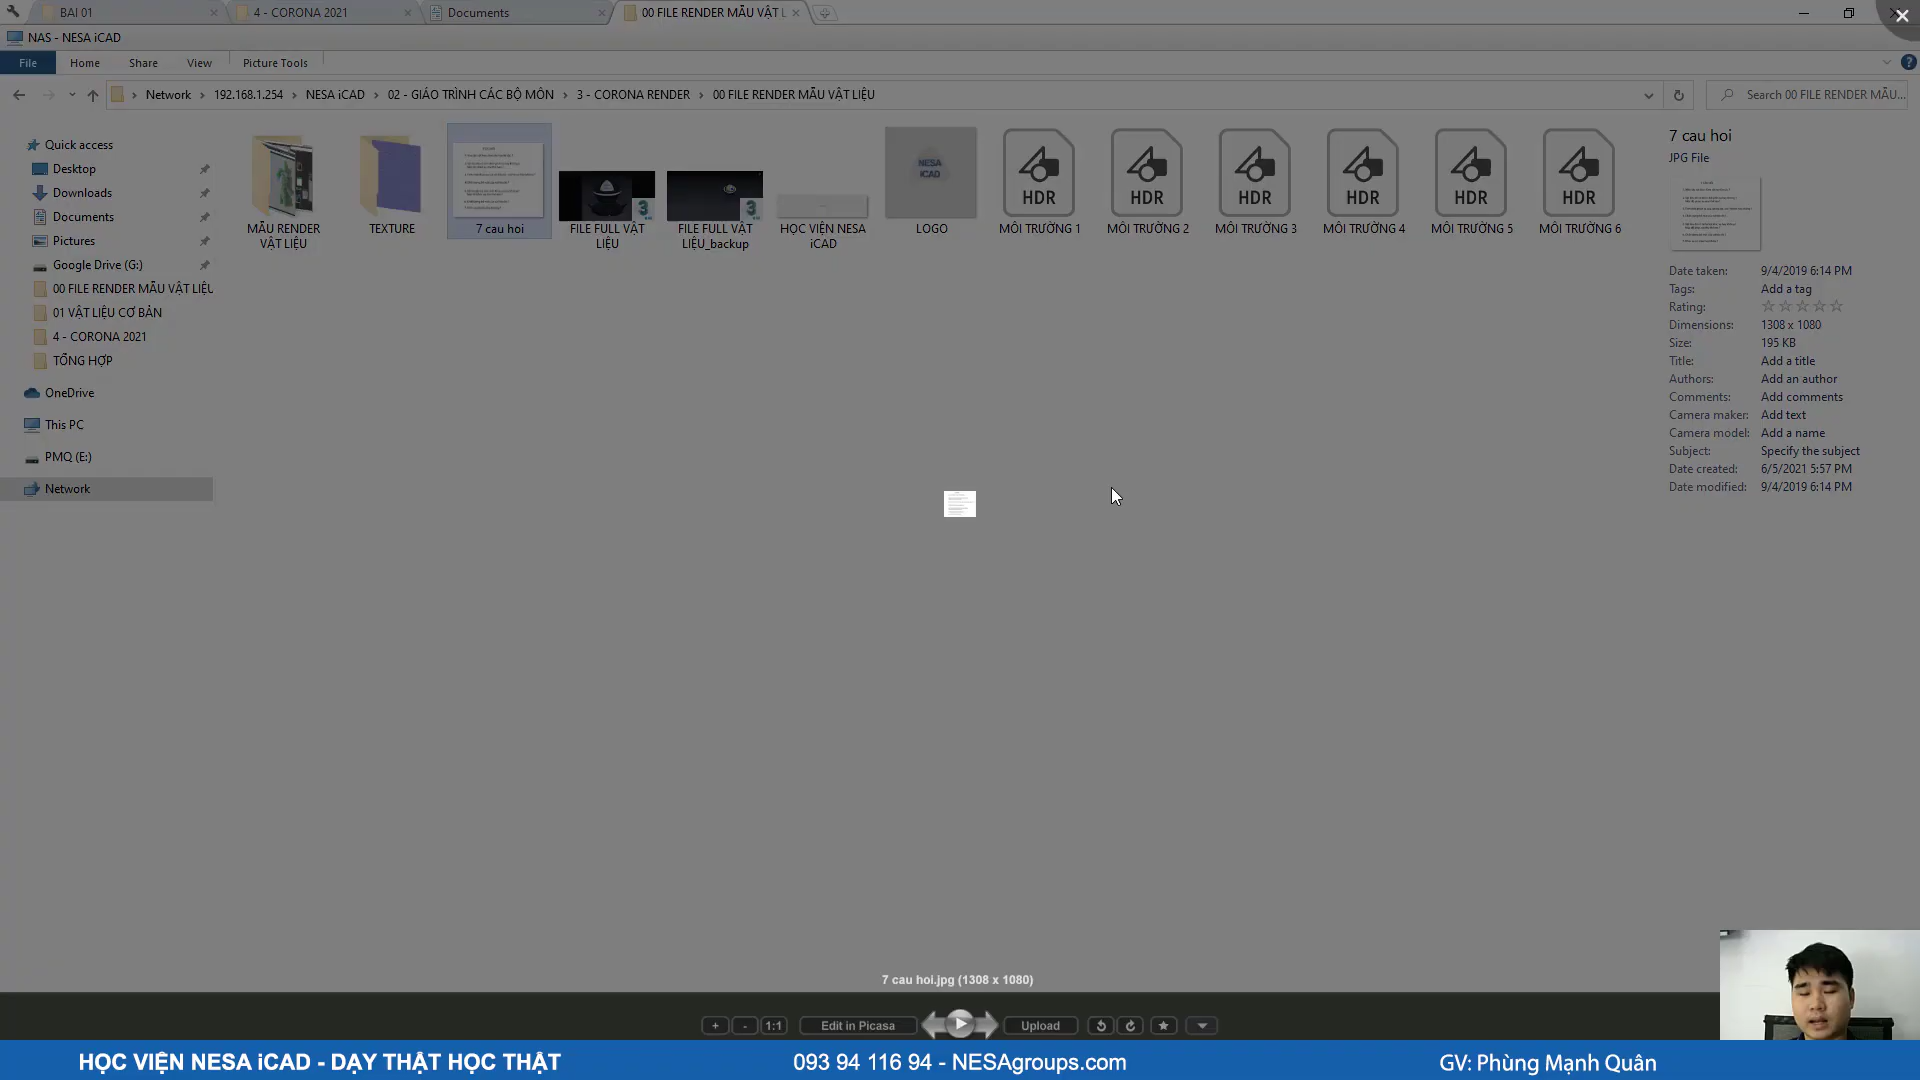 BAI 01
4 - CORONA 2021
Documents
00 FILE RENDER MẪU VẬT L
NAS - NESA iCAD
File
Home
Share
View
Picture Tools
Network
192.168.1.254
NESA iCAD
02 - GIÁO TRÌNH CÁC BỘ MÔN
3 - CORONA RENDER
00 FILE RENDER MẪU VẬT LIỆU
Search 00 FILE RENDER MẪU...
Quick access
Desktop
Downloads
Documents
Pictures
Google Drive (G:)
00 FILE RENDER MẪU VẬT LIỆU
01 VẬT LIỆU CƠ BẢN
4 - CORONA 2021
TỔNG HỢP
OneDrive
This PC
PMQ (E:)
Network
MẪU RENDER
VẬT LIỆU
TEXTURE
7 cau hoi
3
FILE FULL VẬT
LIỆU
3
FILE FULL VẬT
LIỆU_backup
HỌC VIỆN NESA
iCAD
NESA
iCAD
LOGO
HDR
MÔI TRƯỜNG 1
HDR
MÔI TRƯỜNG 2
HDR
MÔI TRƯỜNG 3
HDR
MÔI TRƯỜNG 4
HDR
MÔI TRƯỜNG 5
HDR
MÔI TRƯỜNG 6
7 cau hoi
JPG File
Date taken: 9/4/2019 6:14 PM
Tags: Add a tag
Rating:
Dimensions: 1308 x 1080
Size: 195 KB
Title: Add a title
Authors: Add an author
Comments: Add comments
Camera maker: Add text
Camera model: Add a name
Subject: Specify the subject
Date created: 6/5/2021 5:57 PM
Date modified: 9/4/2019 6:14 PM
7 cau hoi.jpg (1308 x 1080)
+
-
1:1
Edit in Picasa
Upload
HỌC VIỆN NESA iCAD - DẠY THẬT HỌC THẬT
093 94 116 94 - NESAgroups.com
GV: Phùng Mạnh Quân